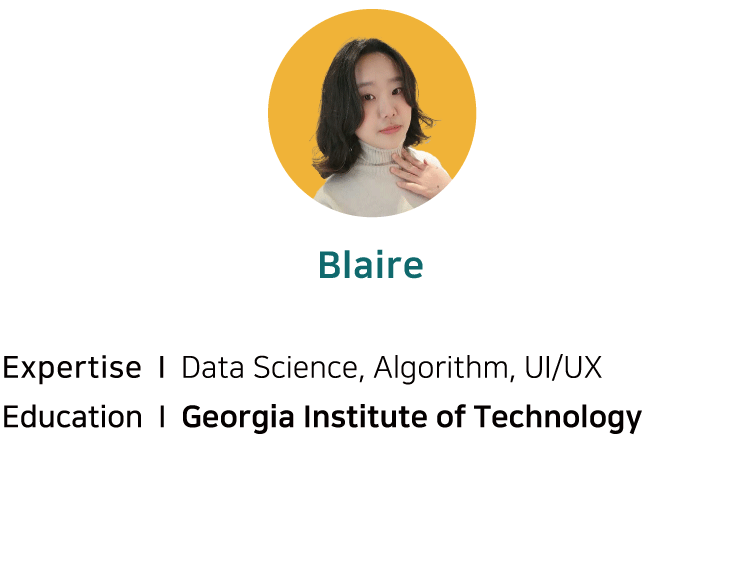 Blaire
Expertise I Data Science, Algorithm, UI/UX
Education I Georgia Institute of Technology